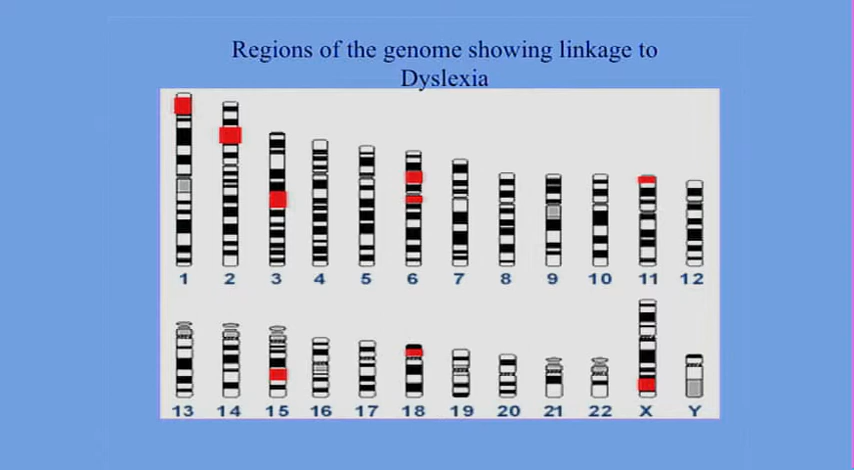 Regions of the genome showing linkage to
Dyslexia
1 2 3 4 5 6 7 8 9 10 11 12
13 14 15 16 17 18 19 20 21 22 X Y